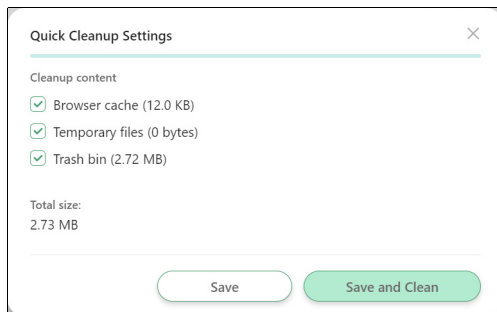 Quick Cleanup Settings
Cleanup content
Browser cache (12.0 KB)
Temporary files (0 bytes)
Trash bin (2.72 MB)
Total size:
2.73 MB
Save
Save and Clean